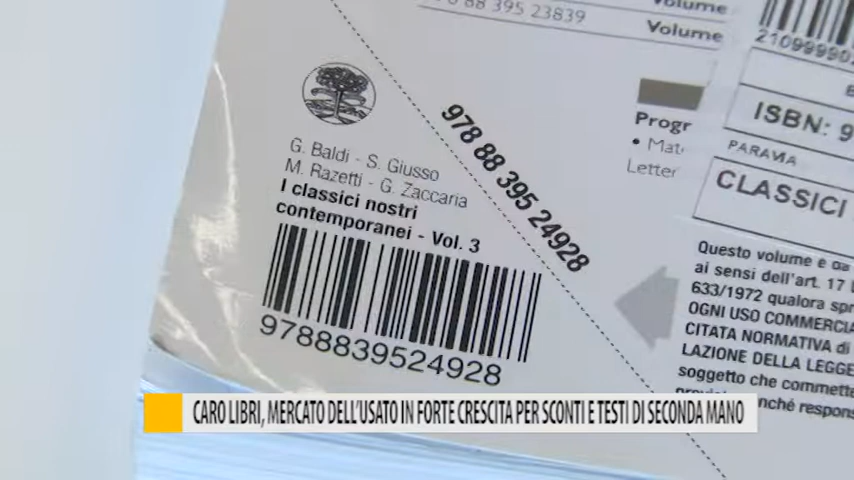 88 395 23839
Volume
Volume
G. Baldi - S. Giusso
M. Razetti - G. Zaccaria
I classici nostri
contemporanei - Vol. 3
9788839524928
978 88 395 24928
Progr
• Mat
Letter
21099990
ISBN: 9
PARAVIA
CLASSICI
Questo volume è
ai sensi dell'art. 17 L
633/1972 qualora
OGNI USO COMMERCIA
CITATA NORMATIVA di
LAZIONE DELLA LEGGE
soggetto che commette
nché respons
CARO LIBRI, MERCATO DELL'USATO IN FORTE CRESCITA PER SCONTI E TESTI DI SECONDA MANO